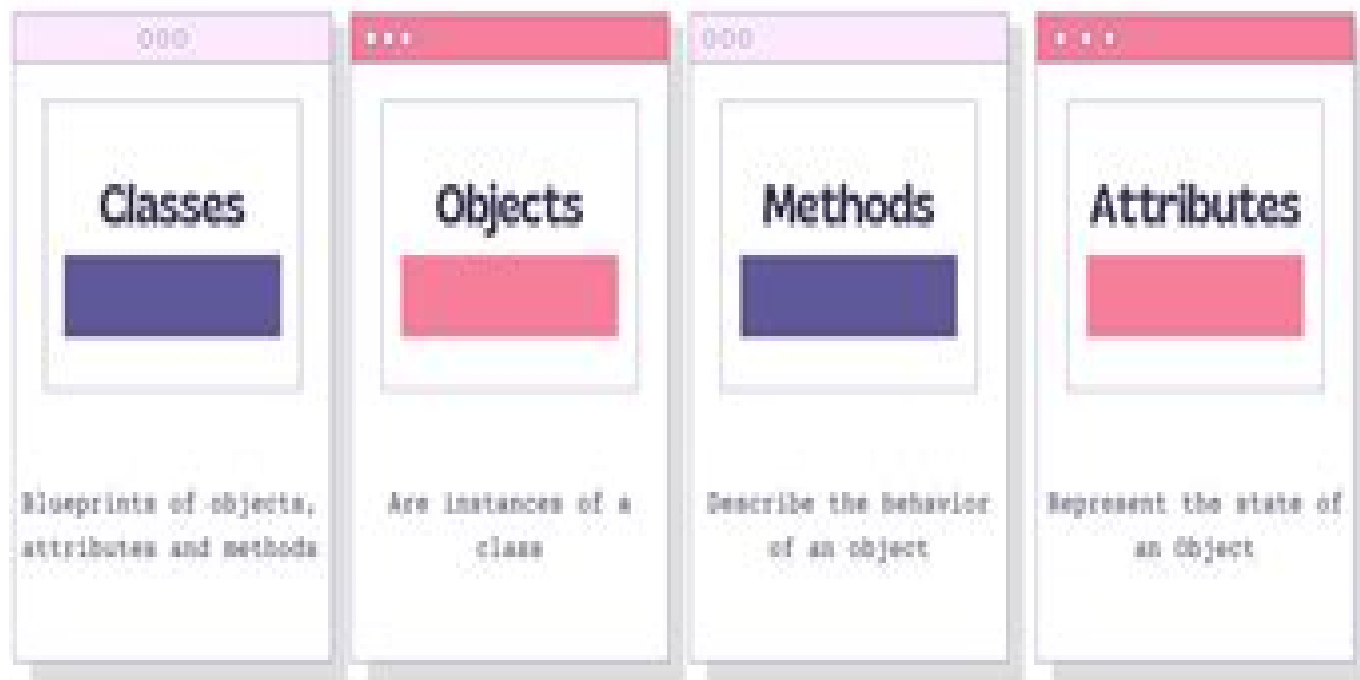 Classes
Blueprints of objects,
attributes and methods
Objects
Are instances of a
class
Methods
Describe the behavior
of an object
Attributes
Represent the state of
an Object